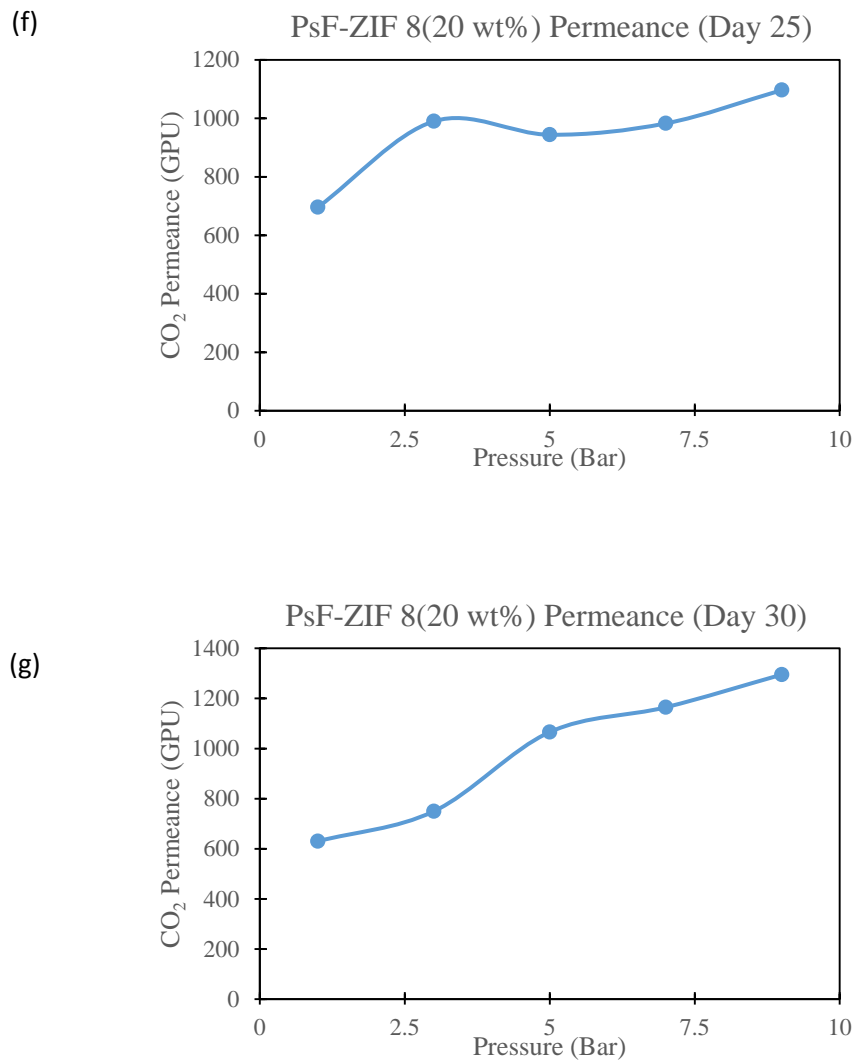 (f)
PsF-ZIF 8(20 wt%) Permeance (Day 25)
1200
1000
800
600
400
200
0
CO₂ Permeance (GPU)
0 2.5 5 7.5 10
Pressure (Bar)
(g)
PsF-ZIF 8(20 wt%) Permeance (Day 30)
1400
1200
1000
800
600
400
200
0
CO₂ Permeance (GPU)
0 2.5 5 7.5 10
Pressure (Bar)